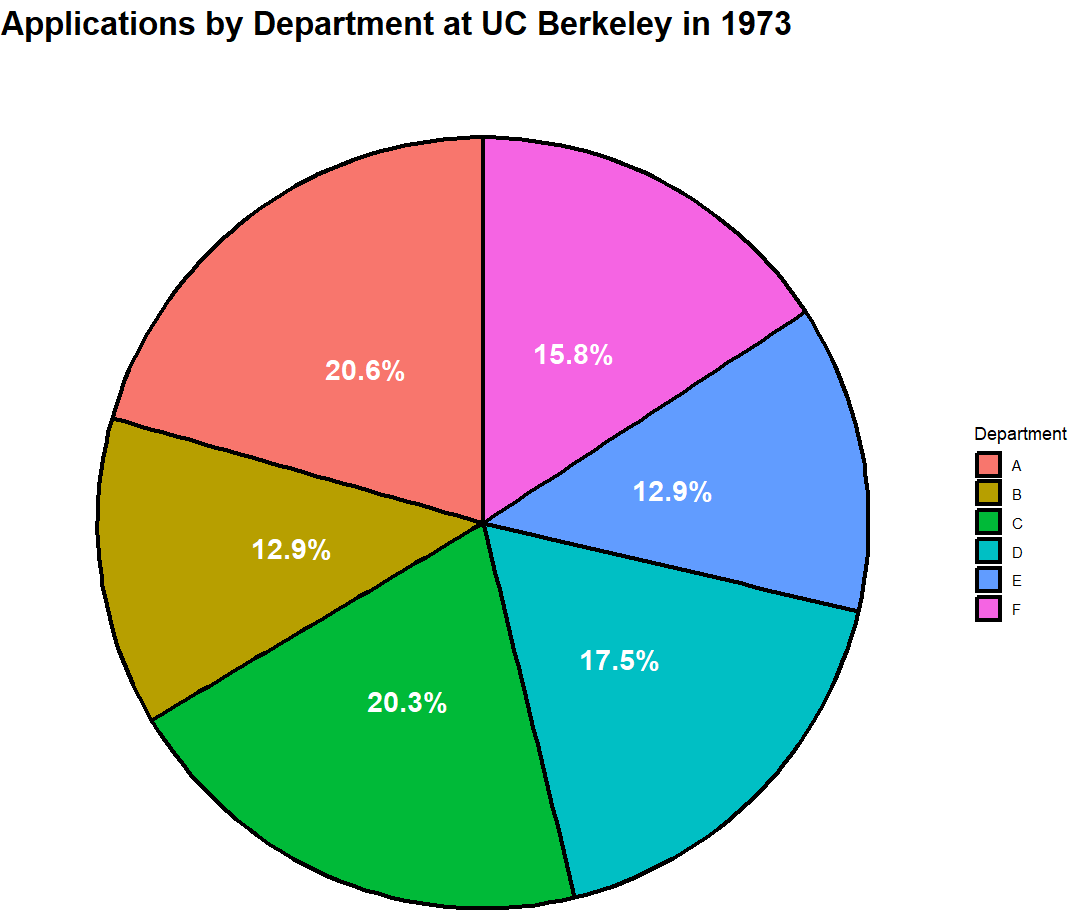 Applications by Department at UC Berkeley in 1973
20.6%
15.8%
12.9%
12.9%
17.5%
20.3%
Department
A
B
C
D
E
F